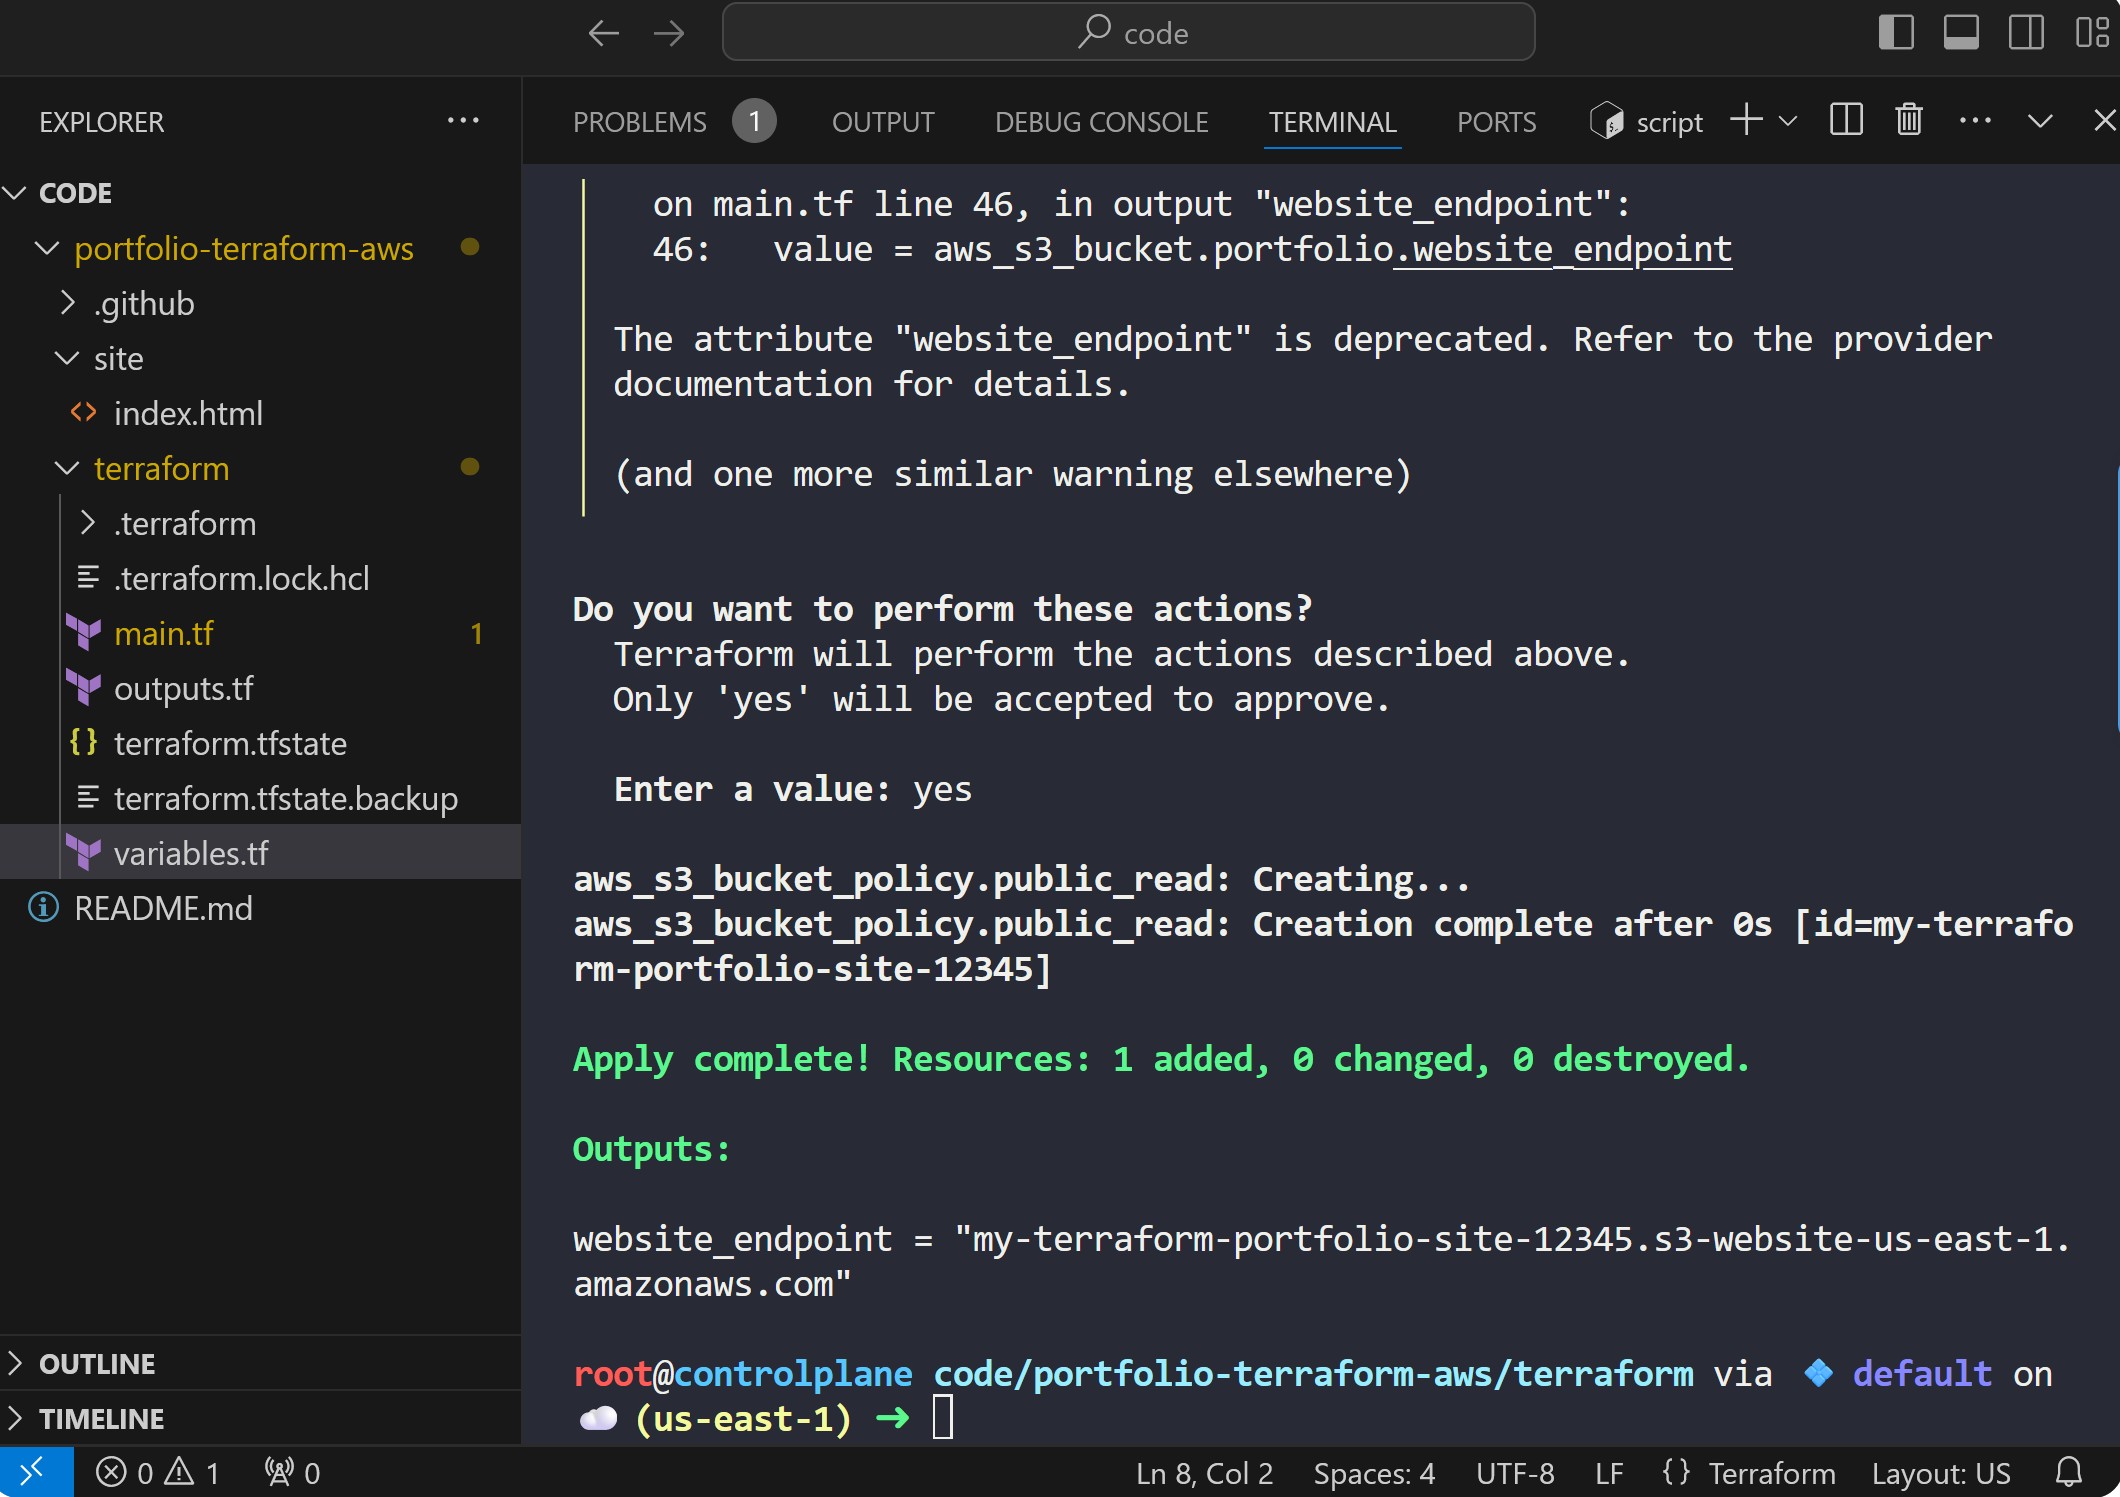 code
EXPLORER
CODE
portfolio-terraform-aws
.github
site
index.html
terraform
.terraform
.terraform.lock.hcl
main.tf 1
outputs.tf
terraform.tfstate
terraform.tfstate.backup
variables.tf
README.md
OUTLINE
TIMELINE
PROBLEMS 1 OUTPUT DEBUG CONSOLE TERMINAL PORTS script
on main.tf line 46, in output "website_endpoint":
46:   value = aws_s3_bucket.portfolio.website_endpoint
The attribute "website_endpoint" is deprecated. Refer to the provider
documentation for details.
(and one more similar warning elsewhere)
Do you want to perform these actions?
Terraform will perform the actions described above.
Only 'yes' will be accepted to approve.
Enter a value: yes
aws_s3_bucket_policy.public_read: Creating...
aws_s3_bucket_policy.public_read: Creation complete after 0s [id=my-terrafo
rm-portfolio-site-12345]
Apply complete! Resources: 1 added, 0 changed, 0 destroyed.
Outputs:
website_endpoint = "my-terraform-portfolio-site-12345.s3-website-us-east-1.
amazonaws.com"
root@controlplane code/portfolio-terraform-aws/terraform via default on
(us-east-1) ➜
0 1 0 Ln 8, Col 2 Spaces: 4 UTF-8 LF {} Terraform Layout: US